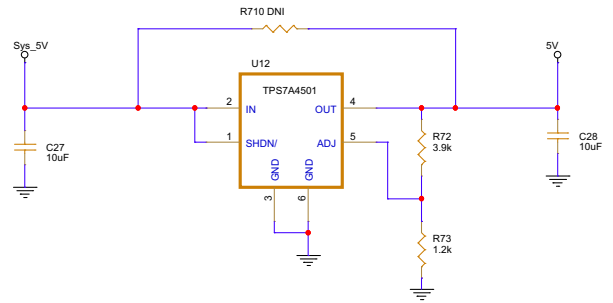 R710 DNI
Sys_5V
5V
U12
TPS7A4501
2
IN
OUT
4
1
SHDN/
ADJ
5
GND
GND
3
6
C27
10uF
R72
3.9k
C28
10uF
R73
1.2k